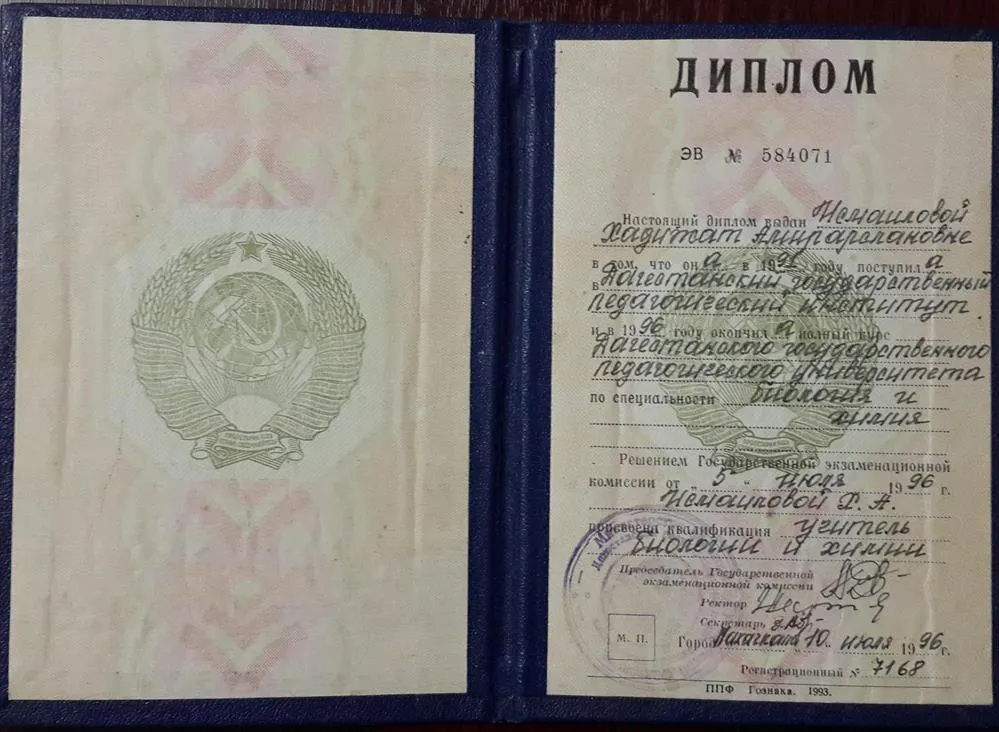 ДИПЛОМ
ЭВ № 584071
Настоящий диплом выдан Исмаиловой
Хадижат Амирарслановне
в том, что она в 1991 году поступила
в Дагестанский государственный
педагогический институт
и в 1996 году окончила полный курс
Дагестанского государственного
педагогического университета
по специальности биология и
химия
Решением Государственной экзаменационной
комиссии от „5“ июля 1996 г.
Исмаиловой Х. А.
присвоена квалификация учитель
биологии и химии
Председатель Государственной
экзаменационной комиссии
Ректор
Секретарь
М. П.
Город Махачкала „10“ июля 1996 г.
Регистрационный № 7168
ППФ Гознака. 1993.